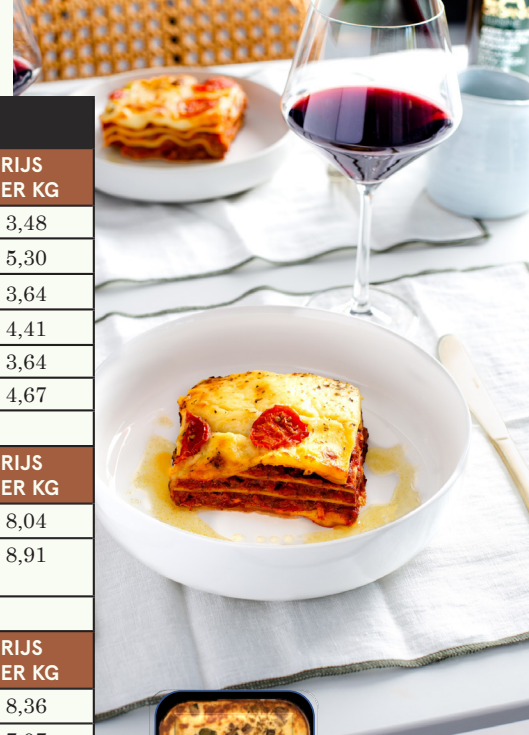 RIJS
ER KG
3,48
5,30
3,64
4,41
3,64
4,67
RIJS
ER KG
8,04
8,91
RIJS
ER KG
8,36